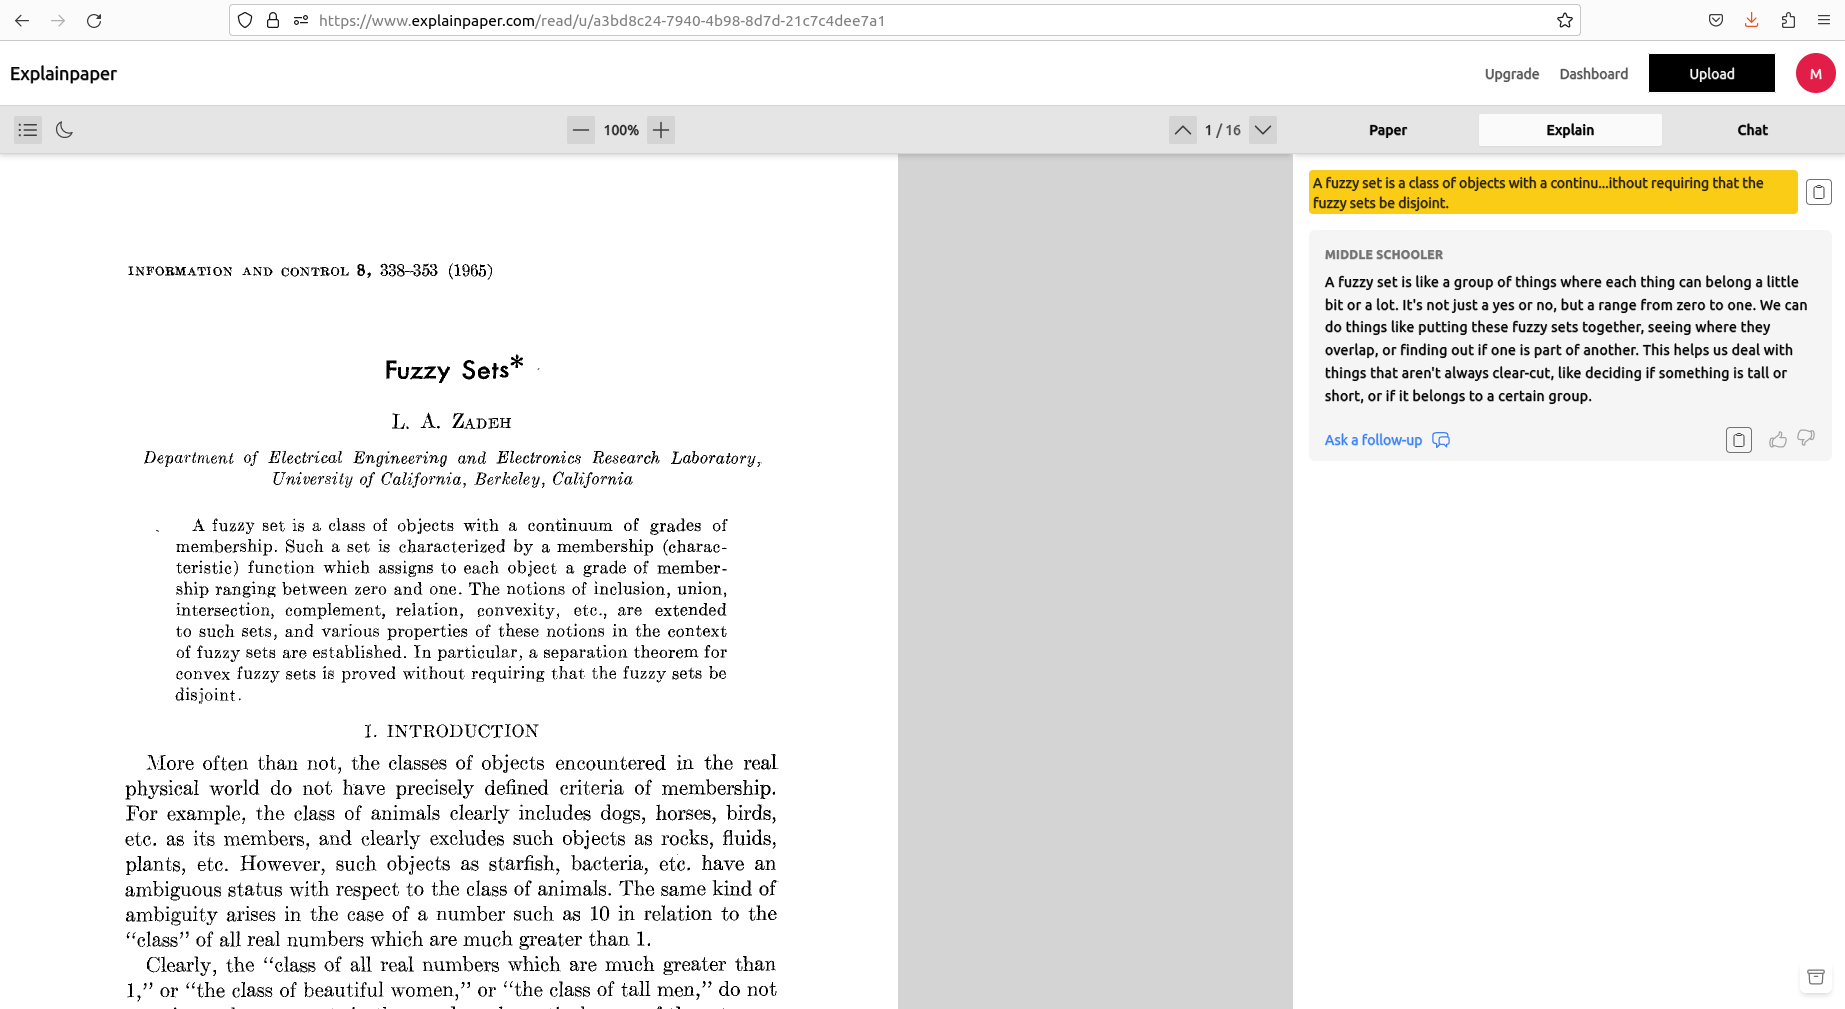 https://www.explainpaper.com/read/u/a3bd8c24-7940-4b98-8d7d-21c7c4dee7a1
Explainpaper
Upgrade
Dashboard
Upload
M
100%
1 / 16
Paper
Explain
Chat
INFORMATION AND CONTROL 8, 338–353 (1965)
Fuzzy Sets*
L. A. ZADEH
Department of Electrical Engineering and Electronics Research Laboratory,
University of California, Berkeley, California
A fuzzy set is a class of objects with a continuum of grades of
membership. Such a set is characterized by a membership (charac-
teristic) function which assigns to each object a grade of member-
ship ranging between zero and one. The notions of inclusion, union,
intersection, complement, relation, convexity, etc., are extended
to such sets, and various properties of these notions in the context
of fuzzy sets are established. In particular, a separation theorem for
convex fuzzy sets is proved without requiring that the fuzzy sets be
disjoint.
I. INTRODUCTION
More often than not, the classes of objects encountered in the real
physical world do not have precisely defined criteria of membership.
For example, the class of animals clearly includes dogs, horses, birds,
etc. as its members, and clearly excludes such objects as rocks, fluids,
plants, etc. However, such objects as starfish, bacteria, etc. have an
ambiguous status with respect to the class of animals. The same kind of
ambiguity arises in the case of a number such as 10 in relation to the
“class” of all real numbers which are much greater than 1.
Clearly, the “class of all real numbers which are much greater than
1,” or “the class of beautiful women,” or “the class of tall men,” do not
A fuzzy set is a class of objects with a continu...ithout requiring that the
fuzzy sets be disjoint.
MIDDLE SCHOOLER
A fuzzy set is like a group of things where each thing can belong a little
bit or a lot. It's not just a yes or no, but a range from zero to one. We can
do things like putting these fuzzy sets together, seeing where they
overlap, or finding out if one is part of another. This helps us deal with
things that aren't always clear-cut, like deciding if something is tall or
short, or if it belongs to a certain group.
Ask a follow-up